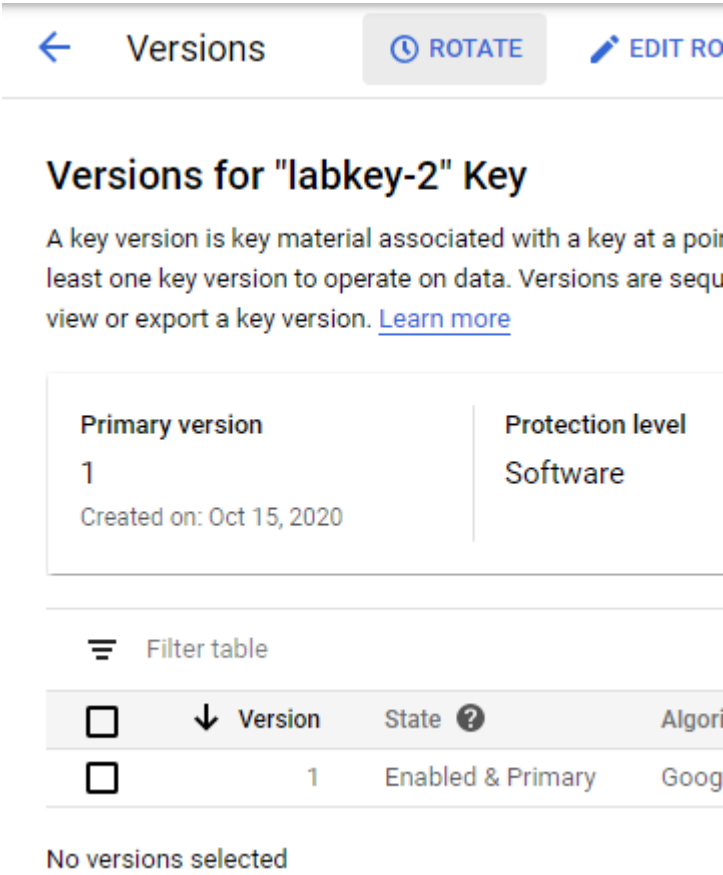 Versions ROTATE EDIT RO
Versions for "labkey-2" Key
A key version is key material associated with a key at a poi
least one key version to operate on data. Versions are sequ
view or export a key version. Learn more
Primary version Protection level
1 Software
Created on: Oct 15, 2020
Filter table
Version State ? Algori
1 Enabled & Primary Goog
No versions selected